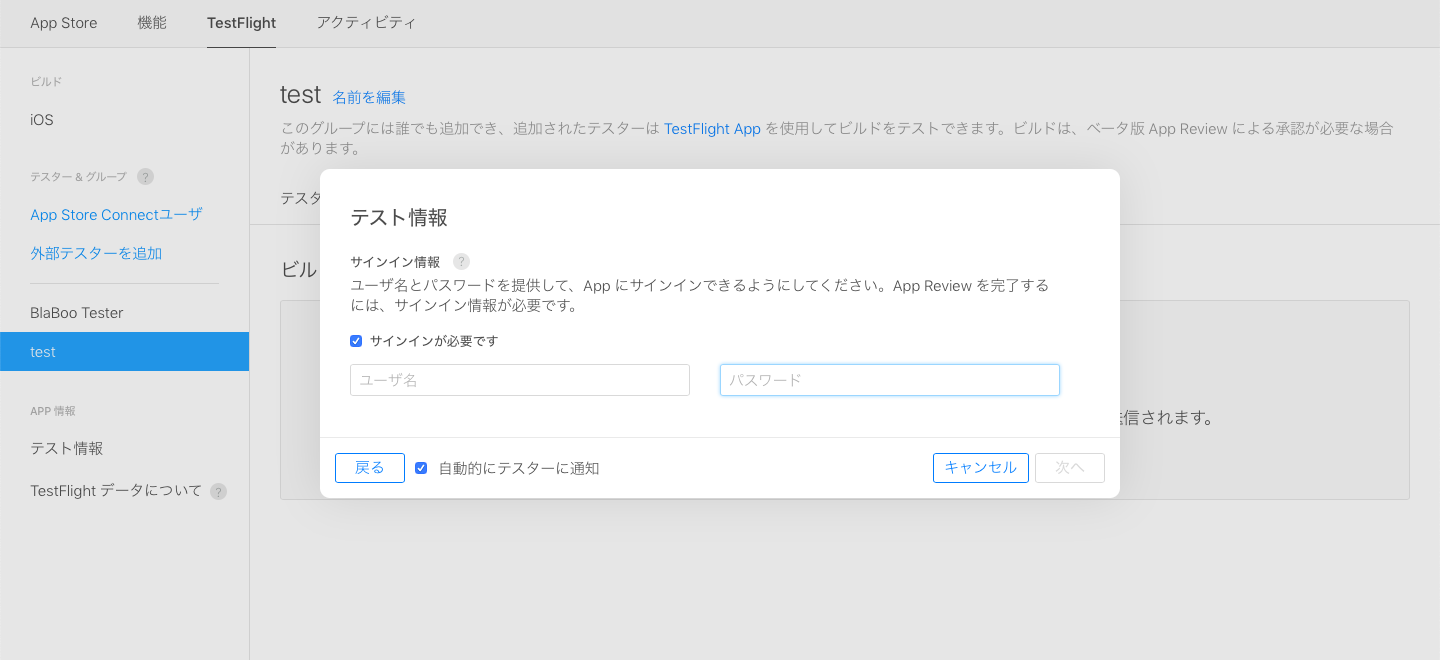 App Store 機能 TestFlight アクティビティ
ビルド
iOS
テスター & グループ ?
App Store Connectユーザ
外部テスターを追加
BlaBoo Tester
test
APP 情報
テスト情報
TestFlight データについて ?
test 名前を編集
このグループには誰でも追加でき、追加されたテスターは TestFlight App を使用してビルドをテストできます。ビルドは、ベータ版 App Review による承認が必要な場合
があります。
テスタ
ビル
信されます。
テスト情報
サインイン情報 ?
ユーザ名とパスワードを提供して、App にサインインできるようにしてください。App Review を完了する
には、サインイン情報が必要です。
サインインが必要です
ユーザ名 パスワード
戻る 自動的にテスターに通知 キャンセル 次へ